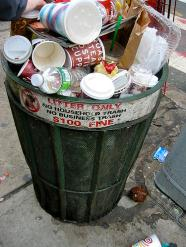 LITTER ONLY
NO HOUSEHOLD TRASH
NO BUSINESS TRASH
$100 FINE